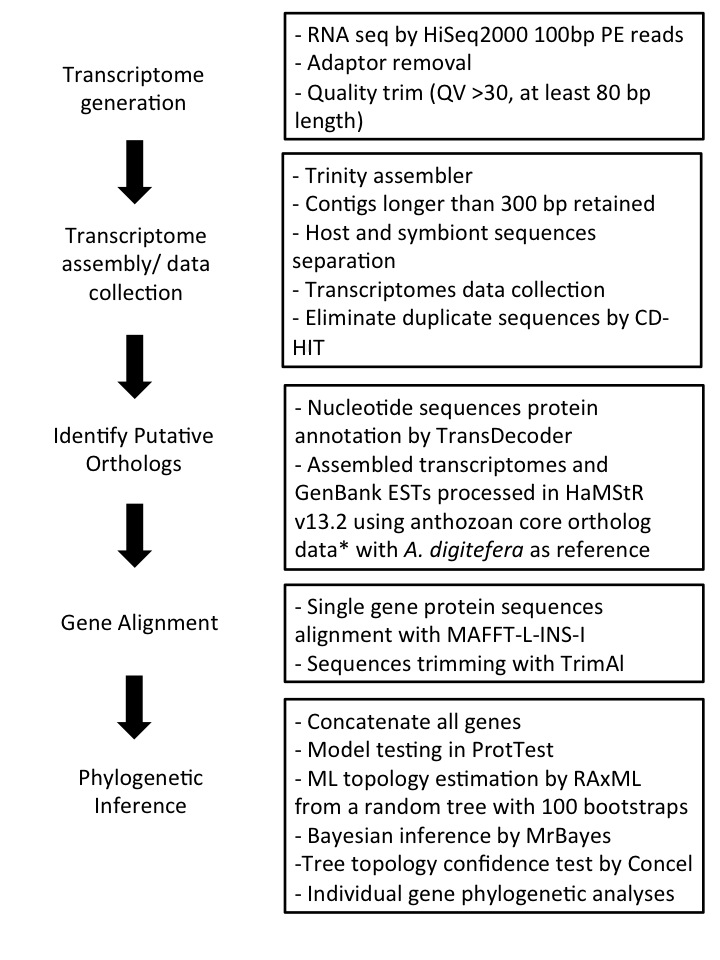 Transcriptome
generation
- RNA seq by HiSeq2000 100bp PE reads
- Adaptor removal
- Quality trim (QV >30, at least 80 bp
length)
Transcriptome
assembly/ data
collection
- Trinity assembler
- Contigs longer than 300 bp retained
- Host and symbiont sequences
separation
- Transcriptomes data collection
- Eliminate duplicate sequences by CD-
HIT
Identify Putative
Orthologs
- Nucleotide sequences protein
annotation by TransDecoder
- Assembled transcriptomes and
GenBank ESTs processed in HaMStR
v13.2 using anthozoan core ortholog
data* with A. digitefera as reference
Gene Alignment
- Single gene protein sequences
alignment with MAFFT-L-INS-I
- Sequences trimming with TrimAl
Phylogenetic
Inference
- Concatenate all genes
- Model testing in ProtTest
- ML topology estimation by RAxML
from a random tree with 100 bootstraps
- Bayesian inference by MrBayes
-Tree topology confidence test by Concel
- Individual gene phylogenetic analyses